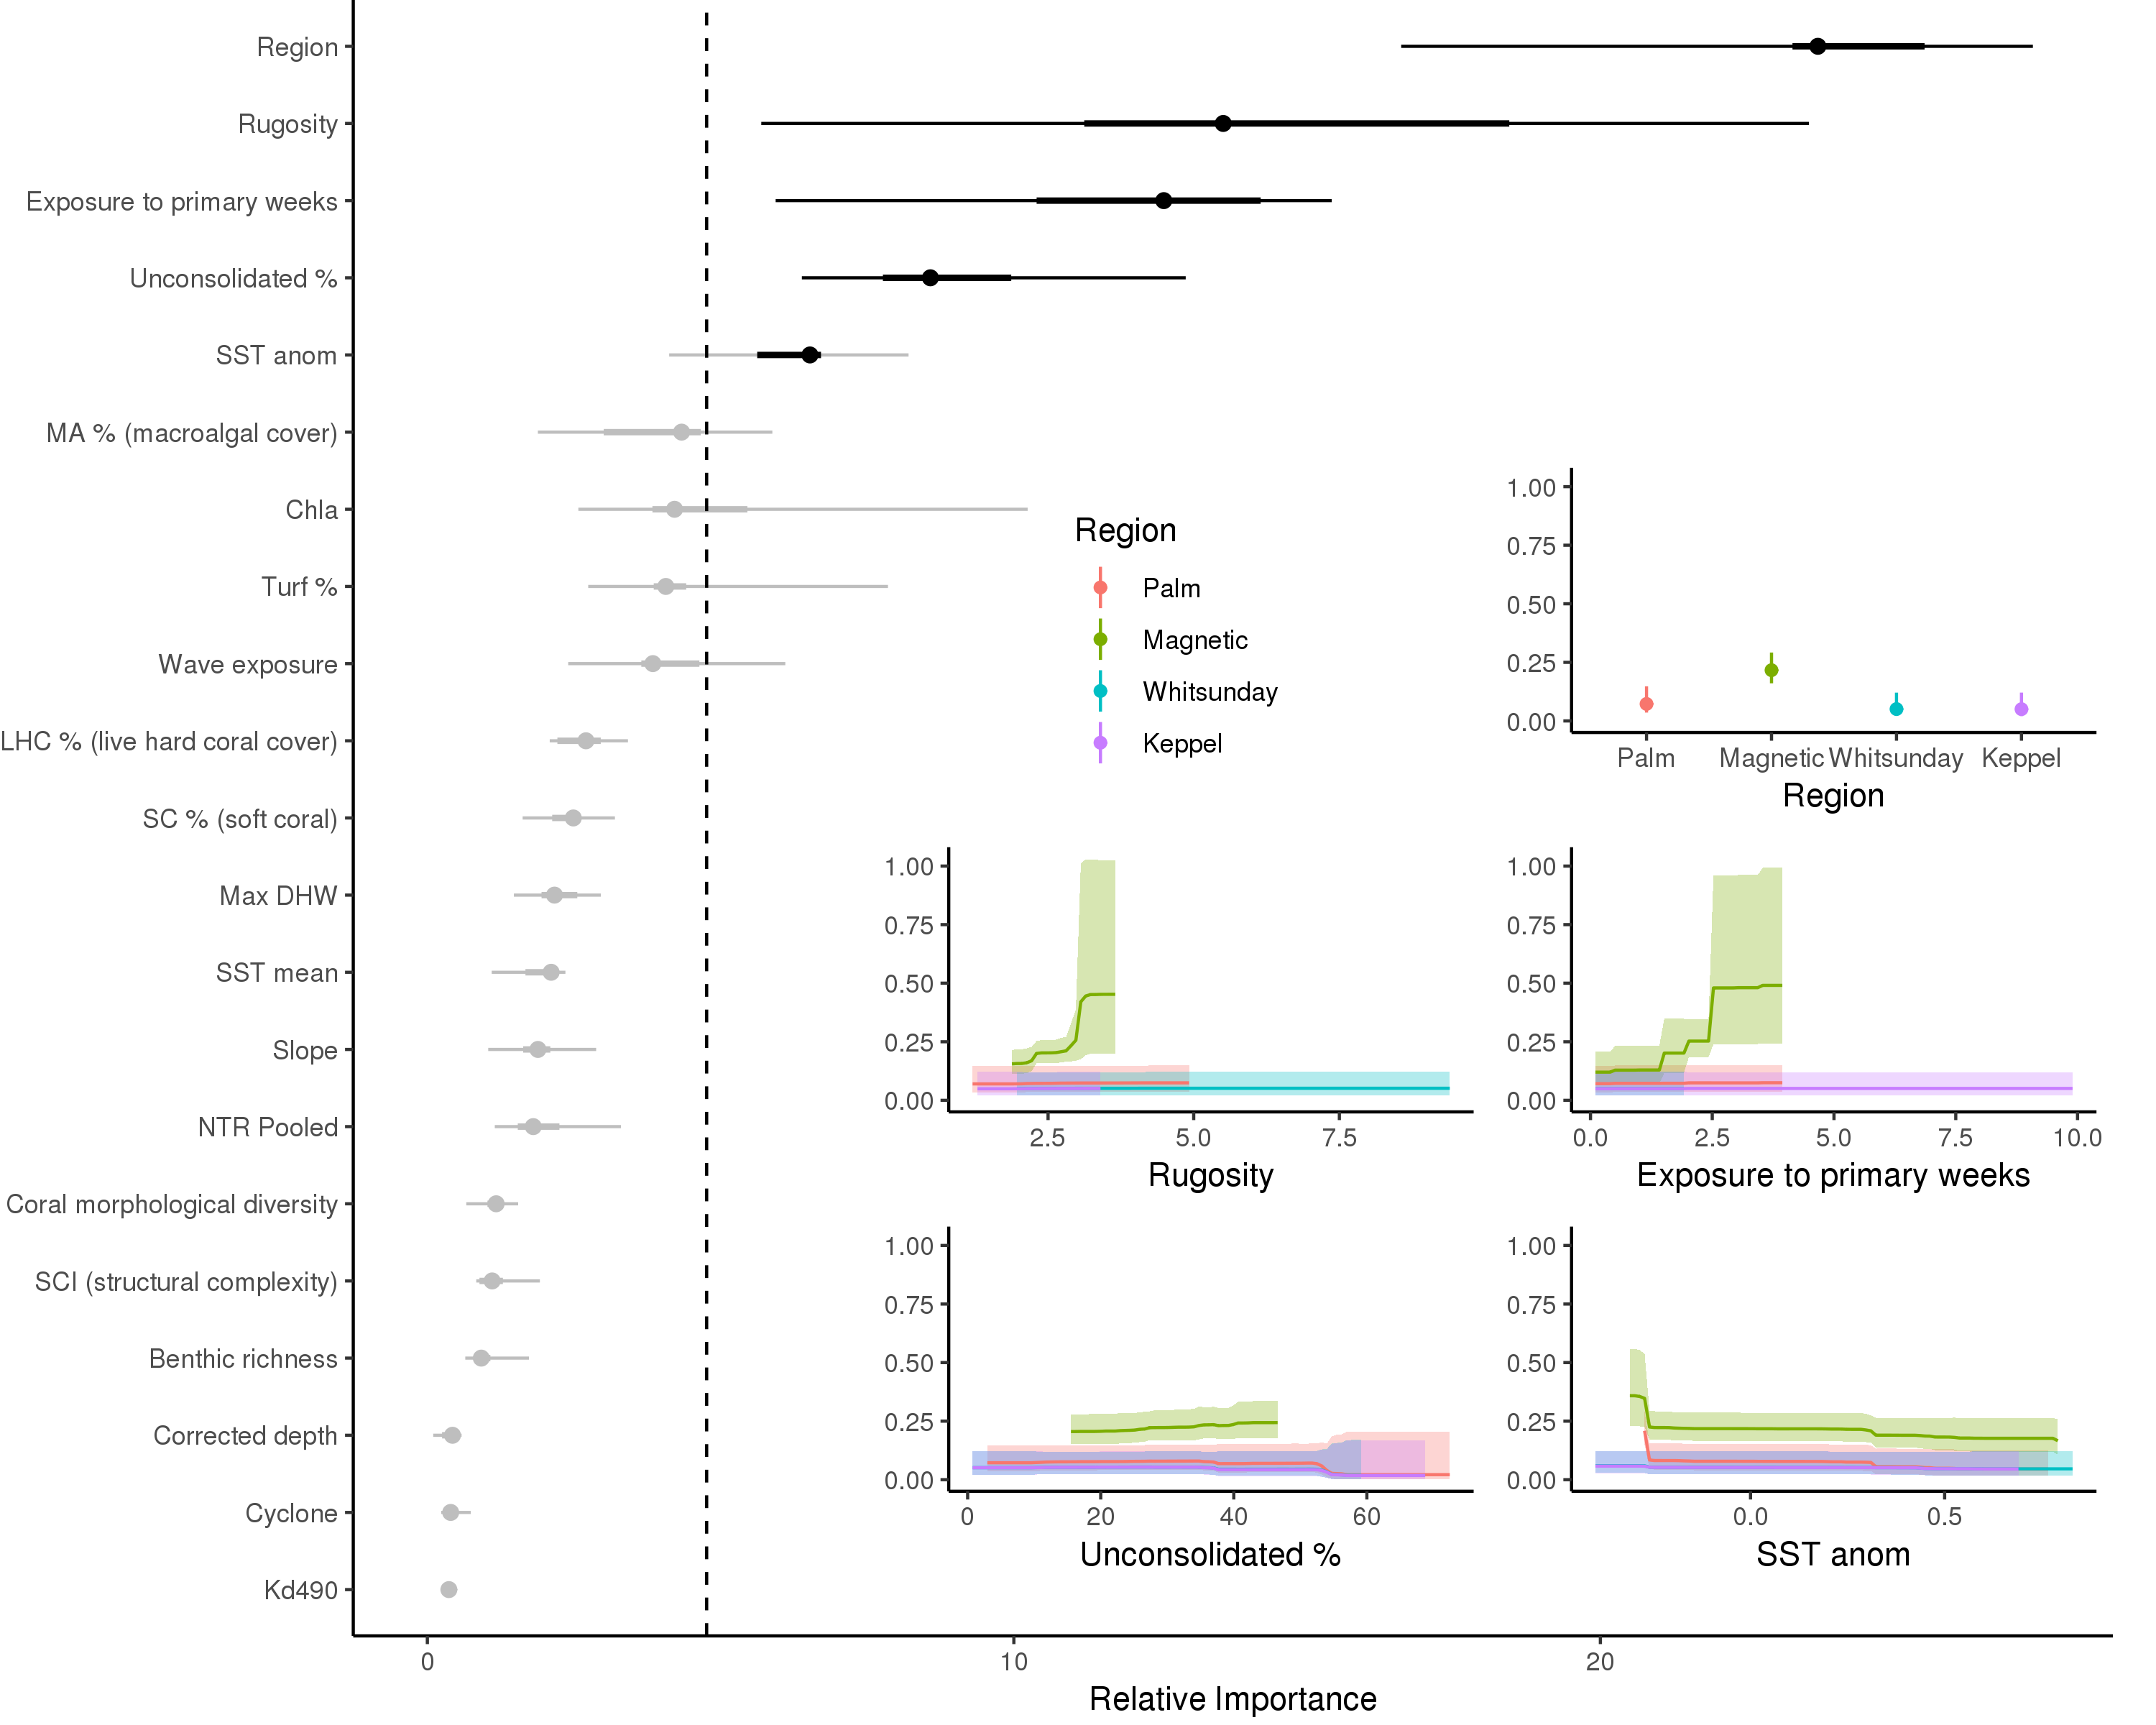 Region
Rugosity
Exposure to primary weeks
Unconsolidated %
SST anom
MA % (macroalgal cover)
Chla
Turf %
Wave exposure
LHC % (live hard coral cover)
SC % (soft coral)
Max DHW
SST mean
Slope
NTR Pooled
Coral morphological diversity
SCI (structural complexity)
Benthic richness
Corrected depth
Cyclone
Kd490
0 10 20
Relative Importance
Region
Palm
Magnetic
Whitsunday
Keppel
1.00
0.75
0.50
0.25
0.00
Palm Magnetic Whitsunday Keppel
Region
1.00
0.75
0.50
0.25
0.00
2.5 5.0 7.5
Rugosity
1.00
0.75
0.50
0.25
0.00
0.0 2.5 5.0 7.5 10.0
Exposure to primary weeks
1.00
0.75
0.50
0.25
0.00
0 20 40 60
Unconsolidated %
1.00
0.75
0.50
0.25
0.00
0.0 0.5
SST anom